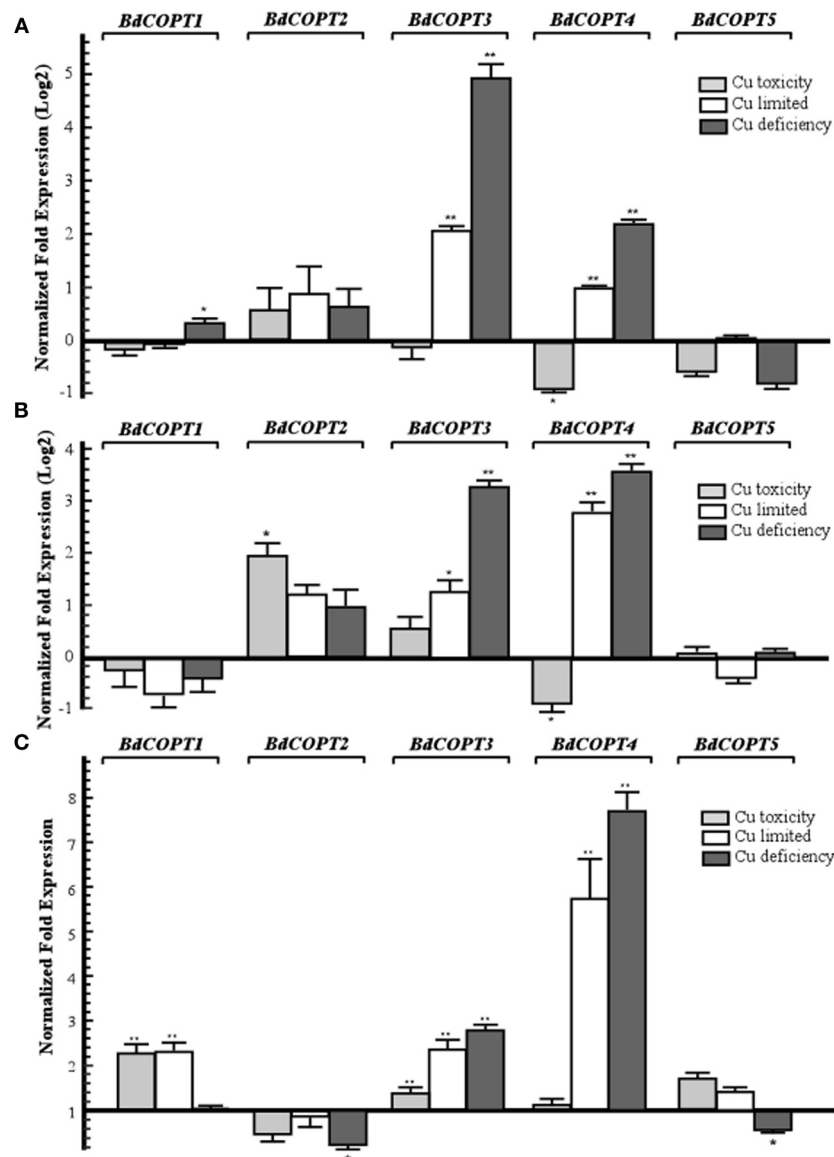 A
BdCOPT1 BdCOPT2 BdCOPT3 BdCOPT4 BdCOPT5
Normalized Fold Expression (Log2)
5
4
3
2
1
0
-1
** ** ** ** * *
Cu toxicity
Cu limited
Cu deficiency
B
BdCOPT1 BdCOPT2 BdCOPT3 BdCOPT4 BdCOPT5
Normalized Fold Expression (Log2)
4
3
2
1
0
-1
* * ** ** ** *
Cu toxicity
Cu limited
Cu deficiency
C
BdCOPT1 BdCOPT2 BdCOPT3 BdCOPT4 BdCOPT5
Normalized Fold Expression
8
7
6
5
4
3
2
1
** ** * ** ** ** ** ** *
Cu toxicity
Cu limited
Cu deficiency